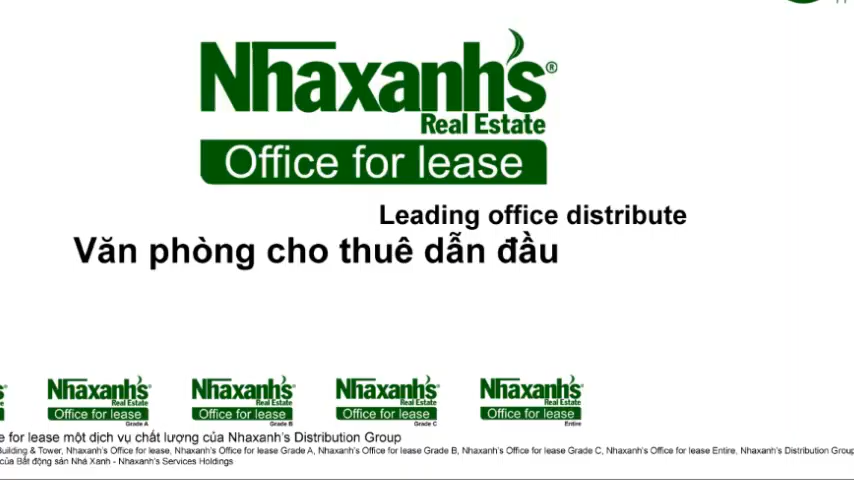 Nhaxanh's®
Real Estate
Office for lease
Leading office distribute
Văn phòng cho thuê dẫn đầu
Nhaxanh's Nhaxanh's Nhaxanh's Nhaxanh's
Real Estate Real Estate Real Estate Real Estate
Office for lease Office for lease Office for lease Office for lease
Grade A Grade B Grade C Entire
e for lease một dịch vụ chất lượng của Nhaxanh's Distribution Group
Building & Tower, Nhaxanh's Office for lease, Nhaxanh's Office for lease Grade A, Nhaxanh's Office for lease Grade B, Nhaxanh's Office for lease Grade C, Nhaxanh's Office for lease Entire, Nhaxanh's Distribution Group
của Bất động sản Nhà Xanh - Nhaxanh's Services Holdings